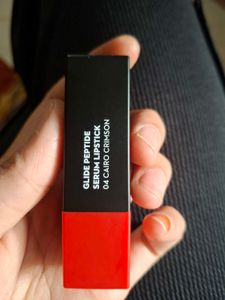 GLIDE PEPTIDE
SERUM LIPSTICK
04 CAIRO CRIMSON